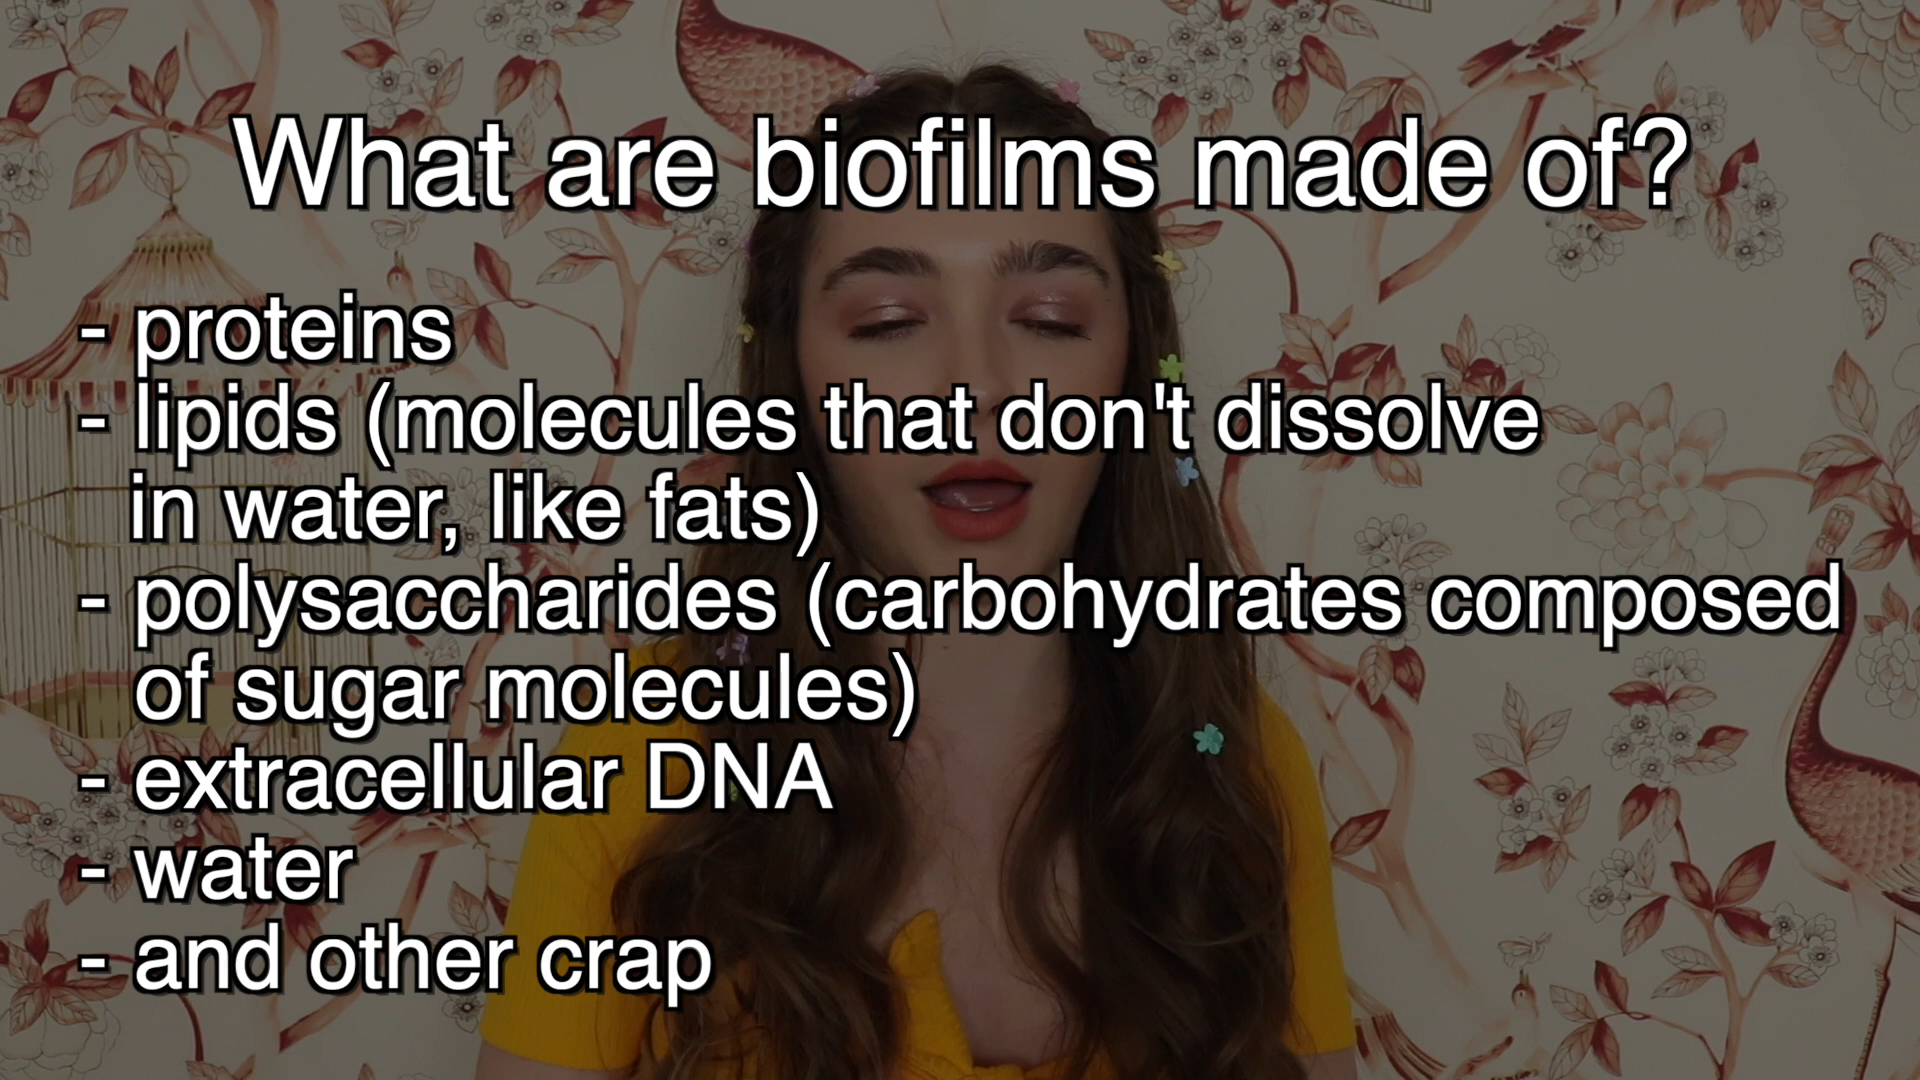 What are biofilms made of?
- proteins
- lipids (molecules that don't dissolve
in water, like fats)
- polysaccharides (carbohydrates composed
of sugar molecules)
- extracellular DNA
- water
- and other crap